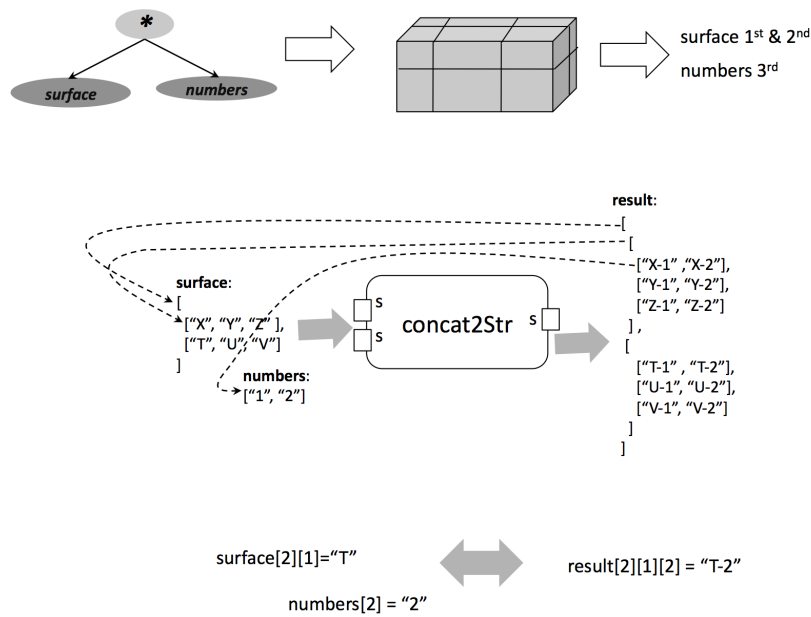 *
surface
numbers
surface 1st & 2nd
numbers 3rd
result:
[
[
["X-1" ,"X-2"],
["Y-1", "Y-2"],
["Z-1", "Z-2"]
] ,
[
["T-1" , "T-2"],
["U-1", "U-2"],
["V-1", "V-2"]
]
]
surface:
[
["X", "Y", "Z" ],
["T", "U", "V"]
]
numbers:
["1", "2"]
s
s
concat2Str
s
surface[2][1]="T"
numbers[2] = "2"
result[2][1][2] = "T-2"